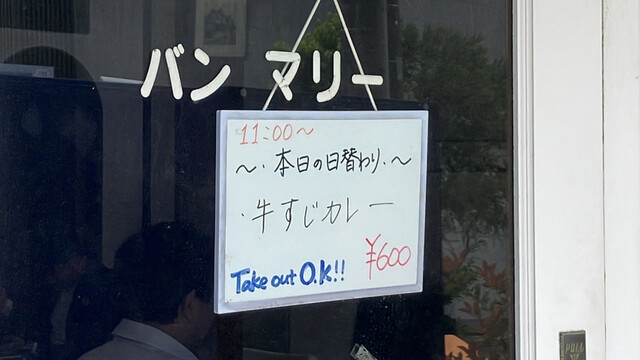 バン マリー
11:00～
～・本日の日替わり・～
・牛すじカレー
¥600
Take out O.K!!
PULL